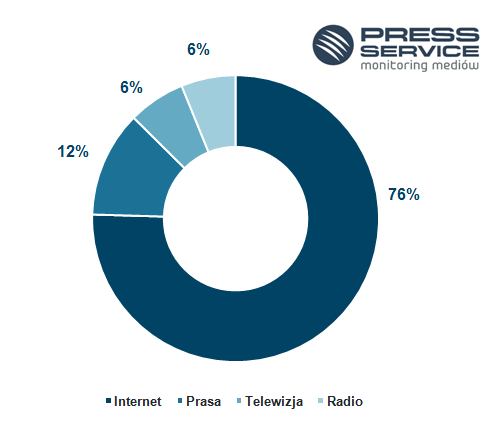 PRESS
SERVICE
monitoring mediów
6%
6%
12%
76%
Internet Prasa Telewizja Radio